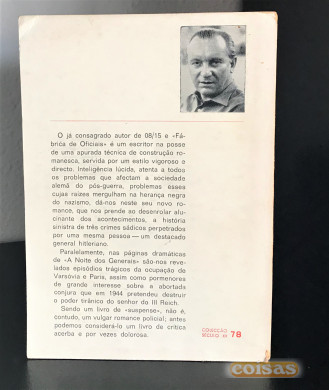 O já consagrado autor de 08/15 e «Fá-
brica de Oficiais» é um escritor na posse
de uma apurada técnica de construção ro-
manesca, servida por um estilo vigoroso e
directo. Inteligência lúcida, atenta a todos
os problemas que afectam a sociedade
alemã do pós-guerra, problemas esses
cujas raízes mergulham na herança negra
do nazismo, dá-nos neste seu novo ro-
mance, que nos prende ao desenrolar aluci-
nante dos acontecimentos, a história
sinistra de três crimes sádicos perpetrados
por uma mesma pessoa — um destacado
general hitleriano.
Paralelamente, nas páginas dramáticas
de «A Noite dos Generais» são-nos reve-
lados episódios trágicos da ocupação de
Varsóvia e Paris, assim como pormenores
de grande interesse sobre a abortada
conjura que em 1944 pretendeu destruir
o poder tirânico do senhor do III Reich.
Sendo um livro de «suspense», não é,
contudo, um vulgar romance policial; antes
podemos considerá-lo um livro de crítica
acerba e por vezes dolorosa.
COLECÇÃO
SÉCULO XX 78
coisas